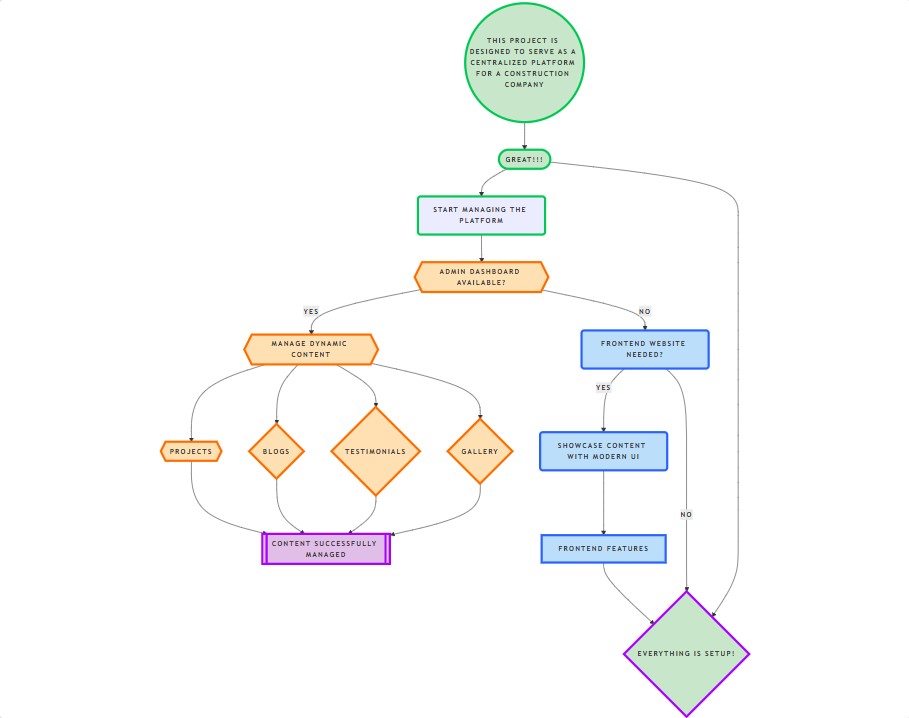 THIS PROJECT IS
DESIGNED TO SERVE AS A
CENTRALIZED PLATFORM
FOR A CONSTRUCTION
COMPANY
GREAT!!!
START MANAGING THE
PLATFORM
ADMIN DASHBOARD
AVAILABLE?
YES
NO
MANAGE DYNAMIC
CONTENT
FRONTEND WEBSITE
NEEDED?
YES
PROJECTS
BLOGS
TESTIMONIALS
GALLERY
SHOWCASE CONTENT
WITH MODERN UI
NO
CONTENT SUCCESSFULLY
MANAGED
FRONTEND FEATURES
EVERYTHING IS SETUP!